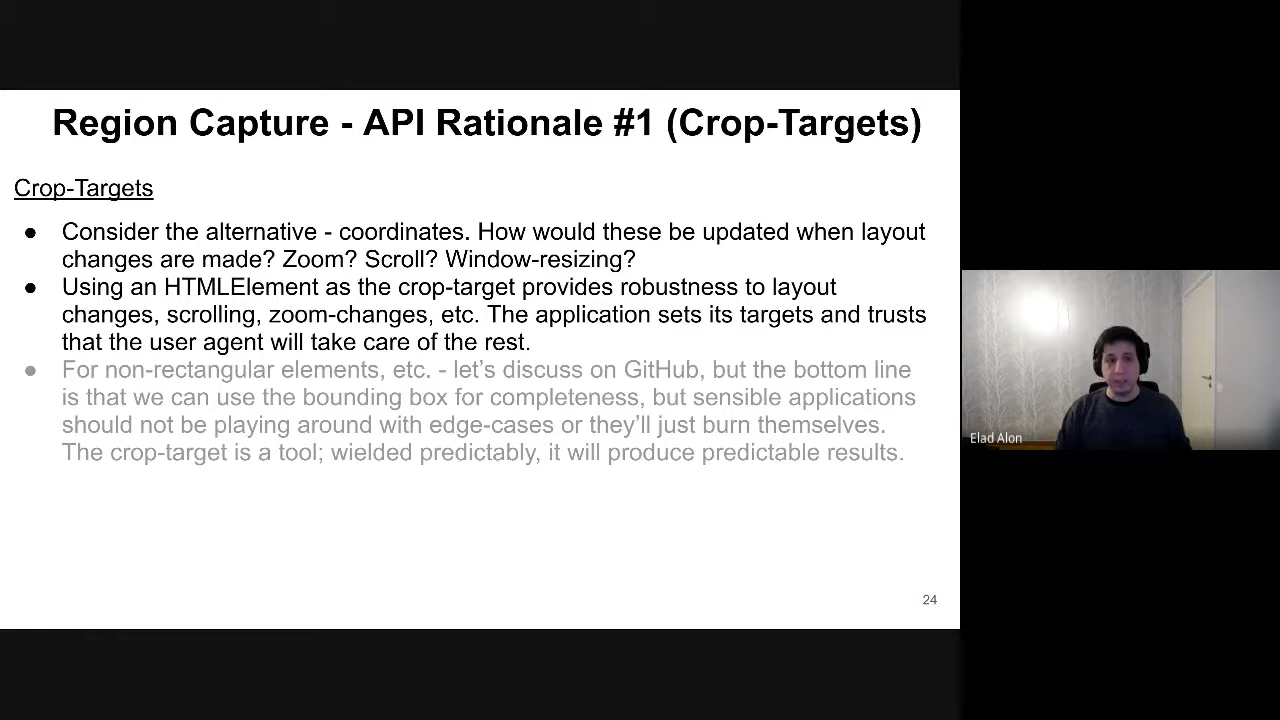 Region Capture - API Rationale #1 (Crop-Targets)
Crop-Targets
● Consider the alternative - coordinates. How would these be updated when layout
changes are made? Zoom? Scroll? Window-resizing?
● Using an HTMLElement as the crop-target provides robustness to layout
changes, scrolling, zoom-changes, etc. The application sets its targets and trusts
that the user agent will take care of the rest.
● For non-rectangular elements, etc. - let’s discuss on GitHub, but the bottom line
is that we can use the bounding box for completeness, but sensible applications
should not be playing around with edge-cases or they’ll just burn themselves.
The crop-target is a tool; wielded predictably, it will produce predictable results.
24
Elad Alon